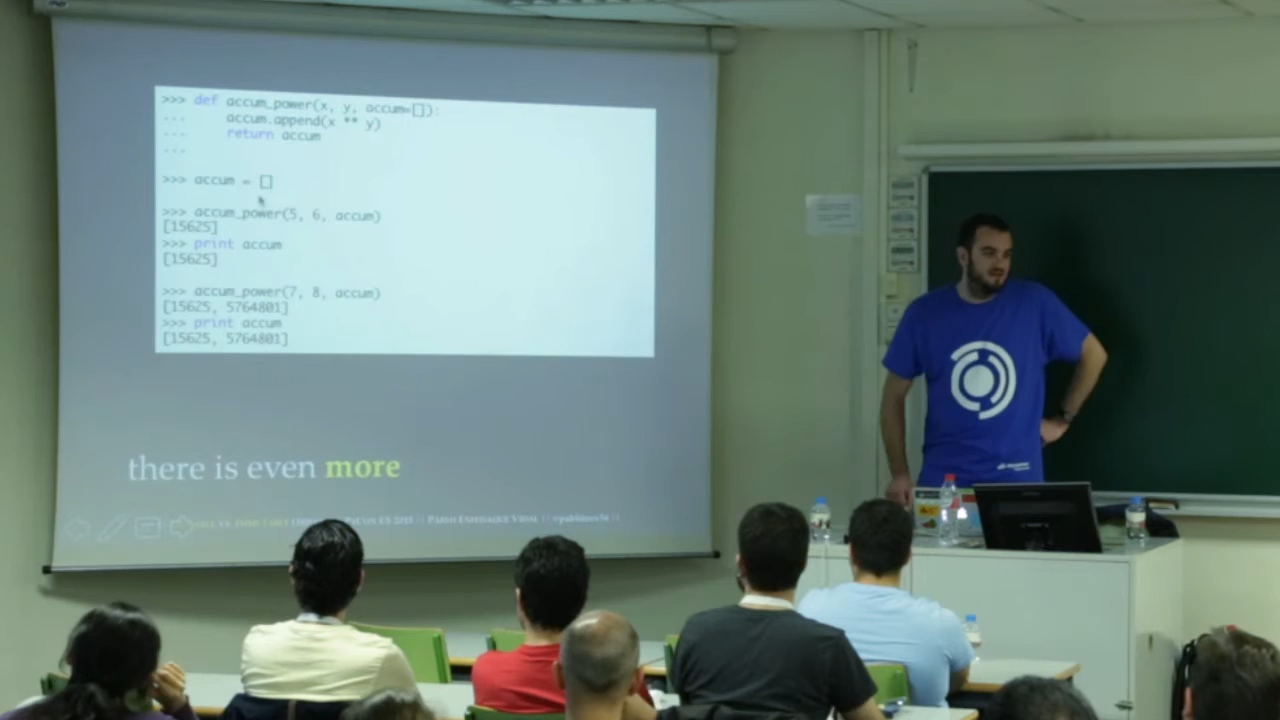 >>> def accum_power(x, y, accum=[]):
... accum.append(x ** y)
... return accum
...
>>> accum = []
>>> accum_power(5, 6, accum)
[15625]
>>> print accum
[15625]
>>> accum_power(7, 8, accum)
[15625, 5764801]
>>> print accum
[15625, 5764801]
there is even more